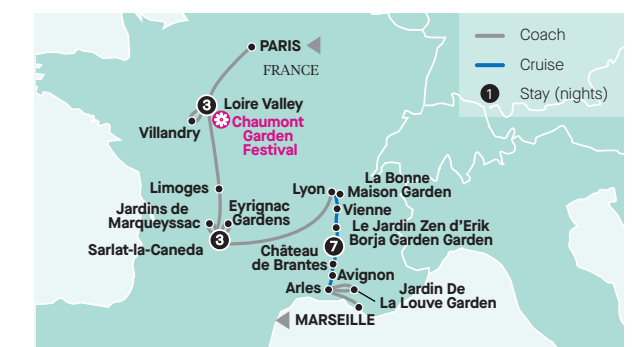 Coach
Cruise
1 Stay (nights)
PARIS
FRANCE
3 Loire Valley
Chaumont
Garden
Festival
Villandry
Limoges
Jardins de
Marqueyssac
Eyrignac
Gardens
3
Sarlat-la-Caneda
Lyon
La Bonne
Maison Garden
Vienne
Le Jardin Zen d'Erik
Borja Garden Garden
7
Château
de Brantes
Avignon
Arles
Jardin De
La Louve Garden
MARSEILLE